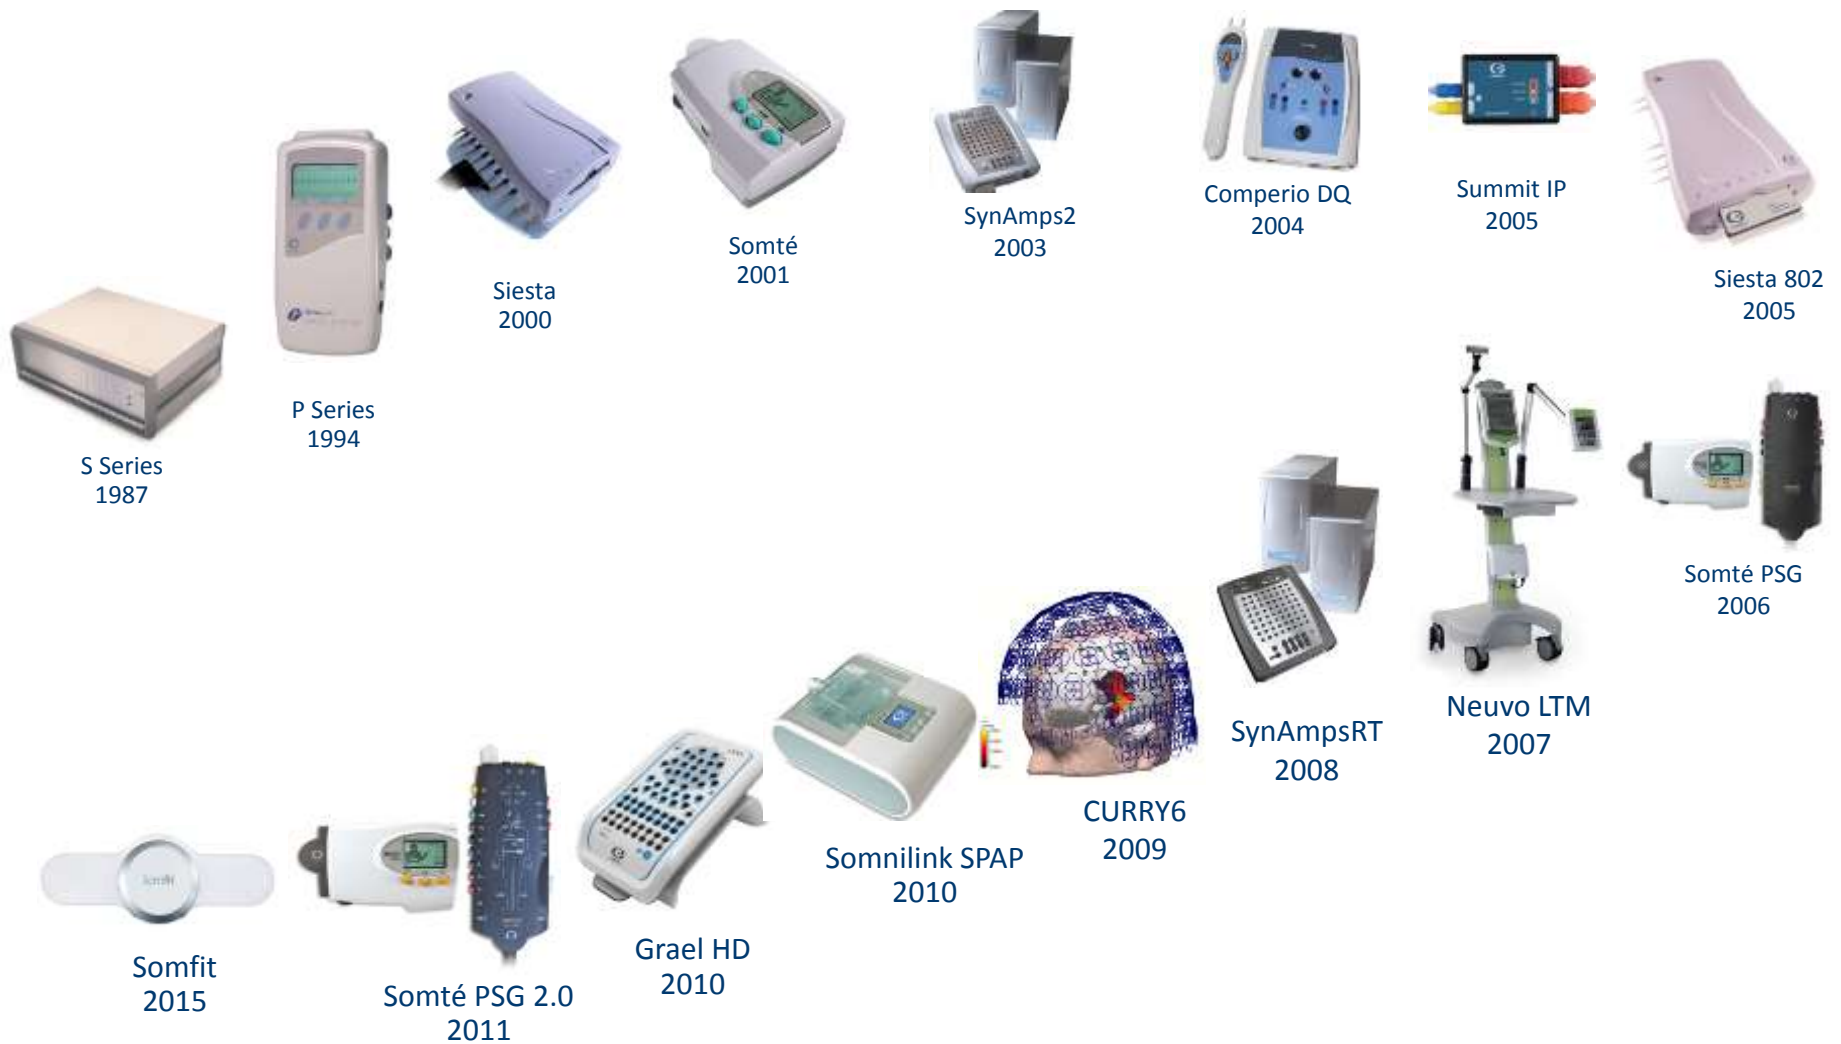 S Series
1987
P Series
1994
Siesta
2000
Somté
2001
SynAmps2
2003
Comperio DQ
2004
Summit IP
2005
Siesta 802
2005
Somté PSG
2006
Neuvo LTM
2007
SynAmpsRT
2008
CURRY6
2009
Somnilink SPAP
2010
Grael HD
2010
Somté PSG 2.0
2011
Somfit
2015